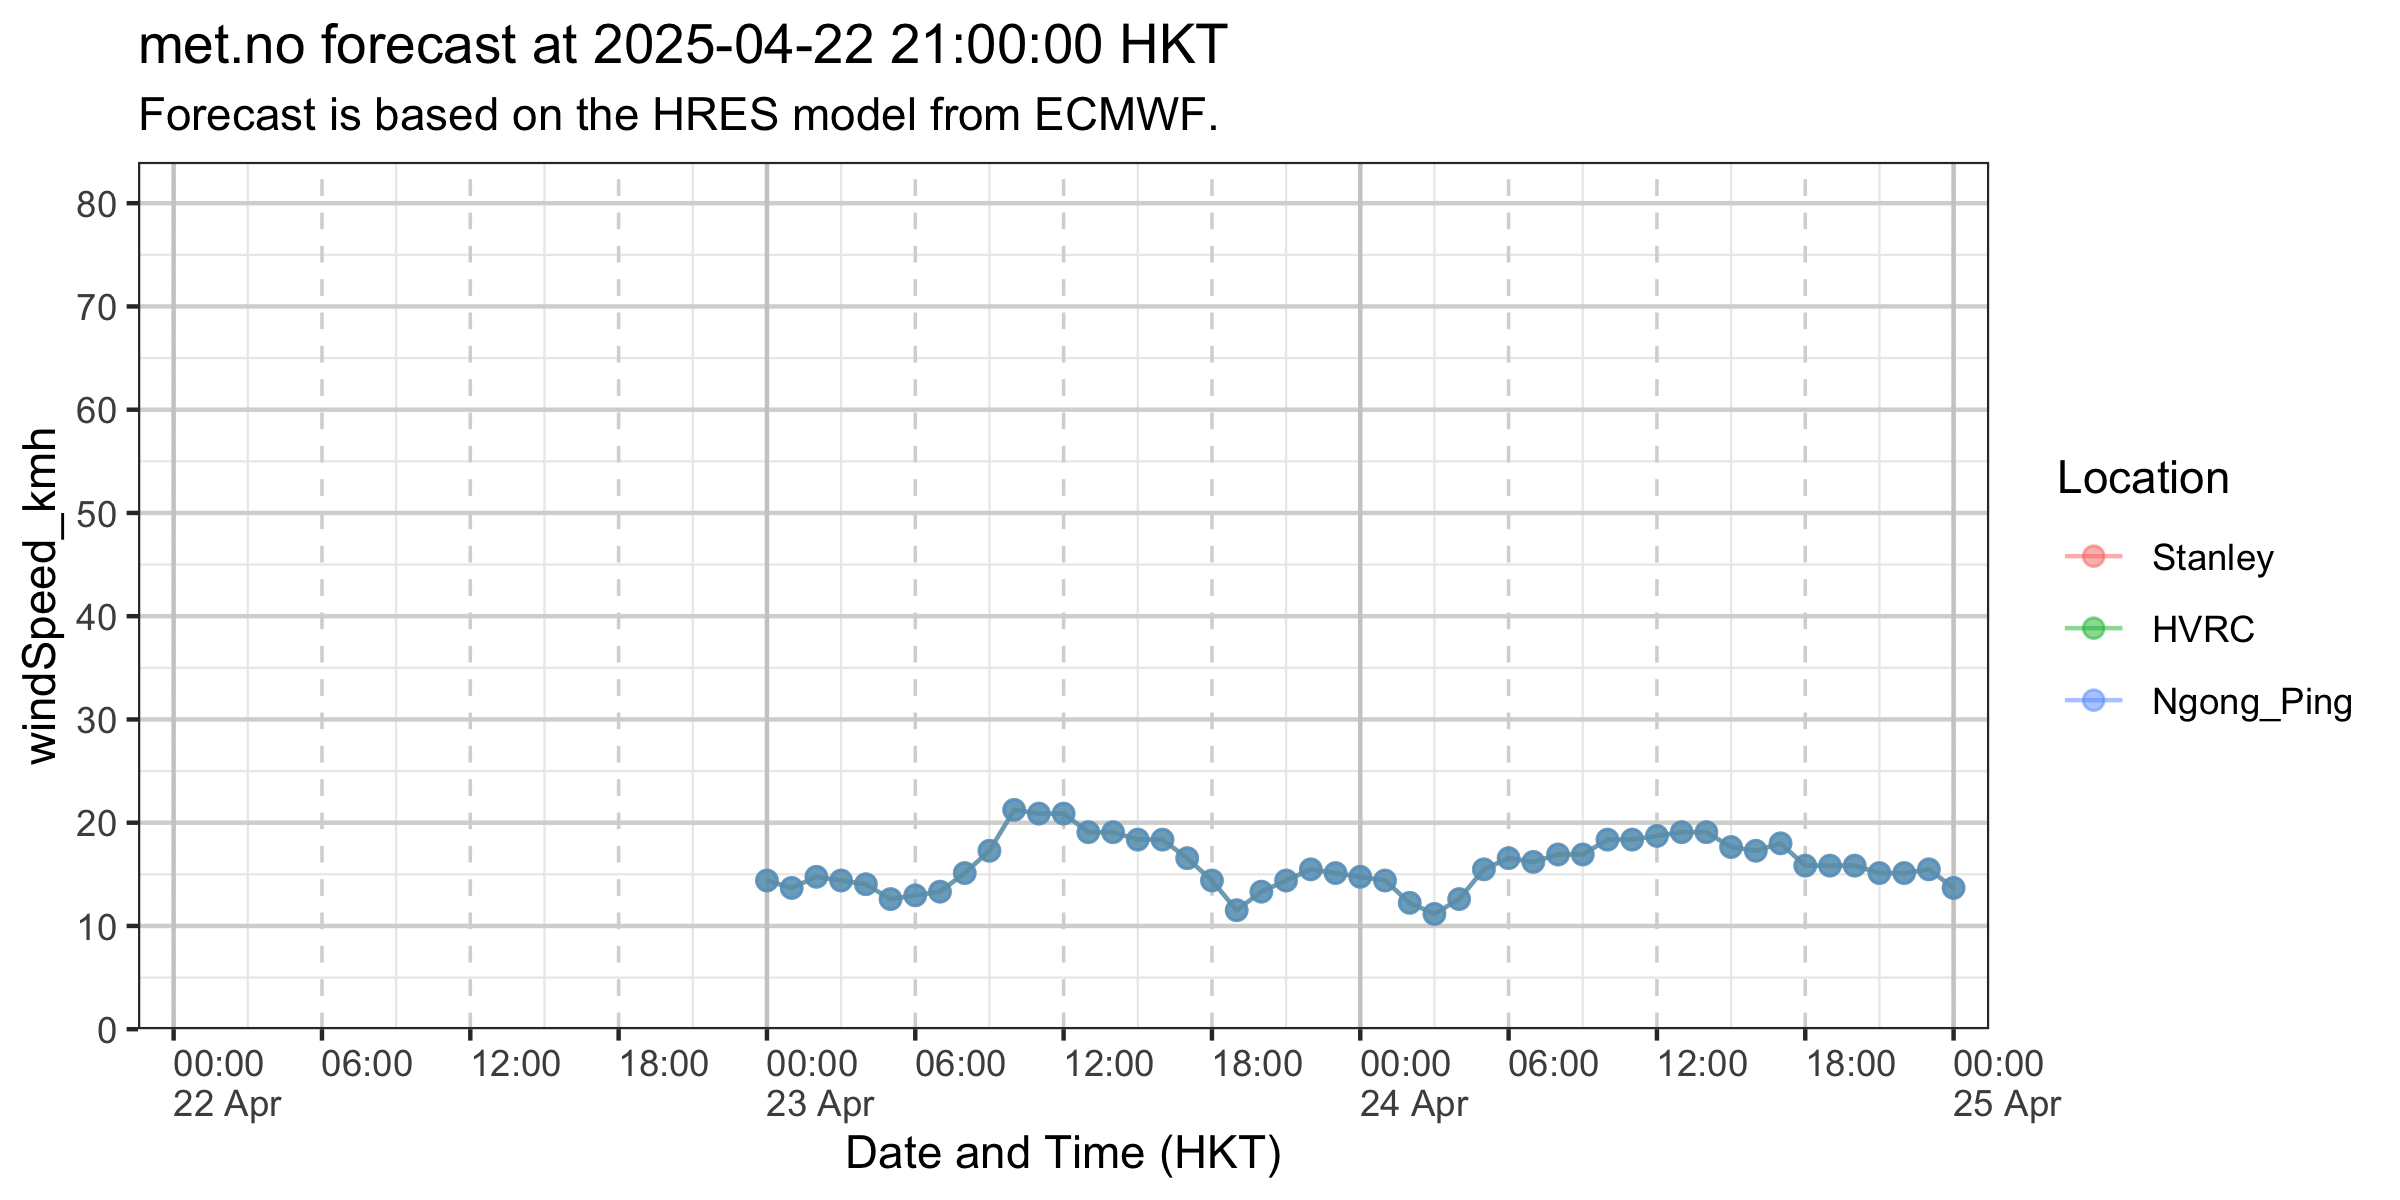 met.no forecast at 2025-04-22 21:00:00 HKT
Forecast is based on the HRES model from ECMWF.
windSpeed_kmh
80
70
60
50
40
30
20
10
0
00:00 06:00 12:00 18:00 00:00 06:00 12:00 18:00 00:00 06:00 12:00 18:00 00:00
22 Apr 23 Apr 24 Apr 25 Apr
Date and Time (HKT)
Location
Stanley
HVRC
Ngong_Ping